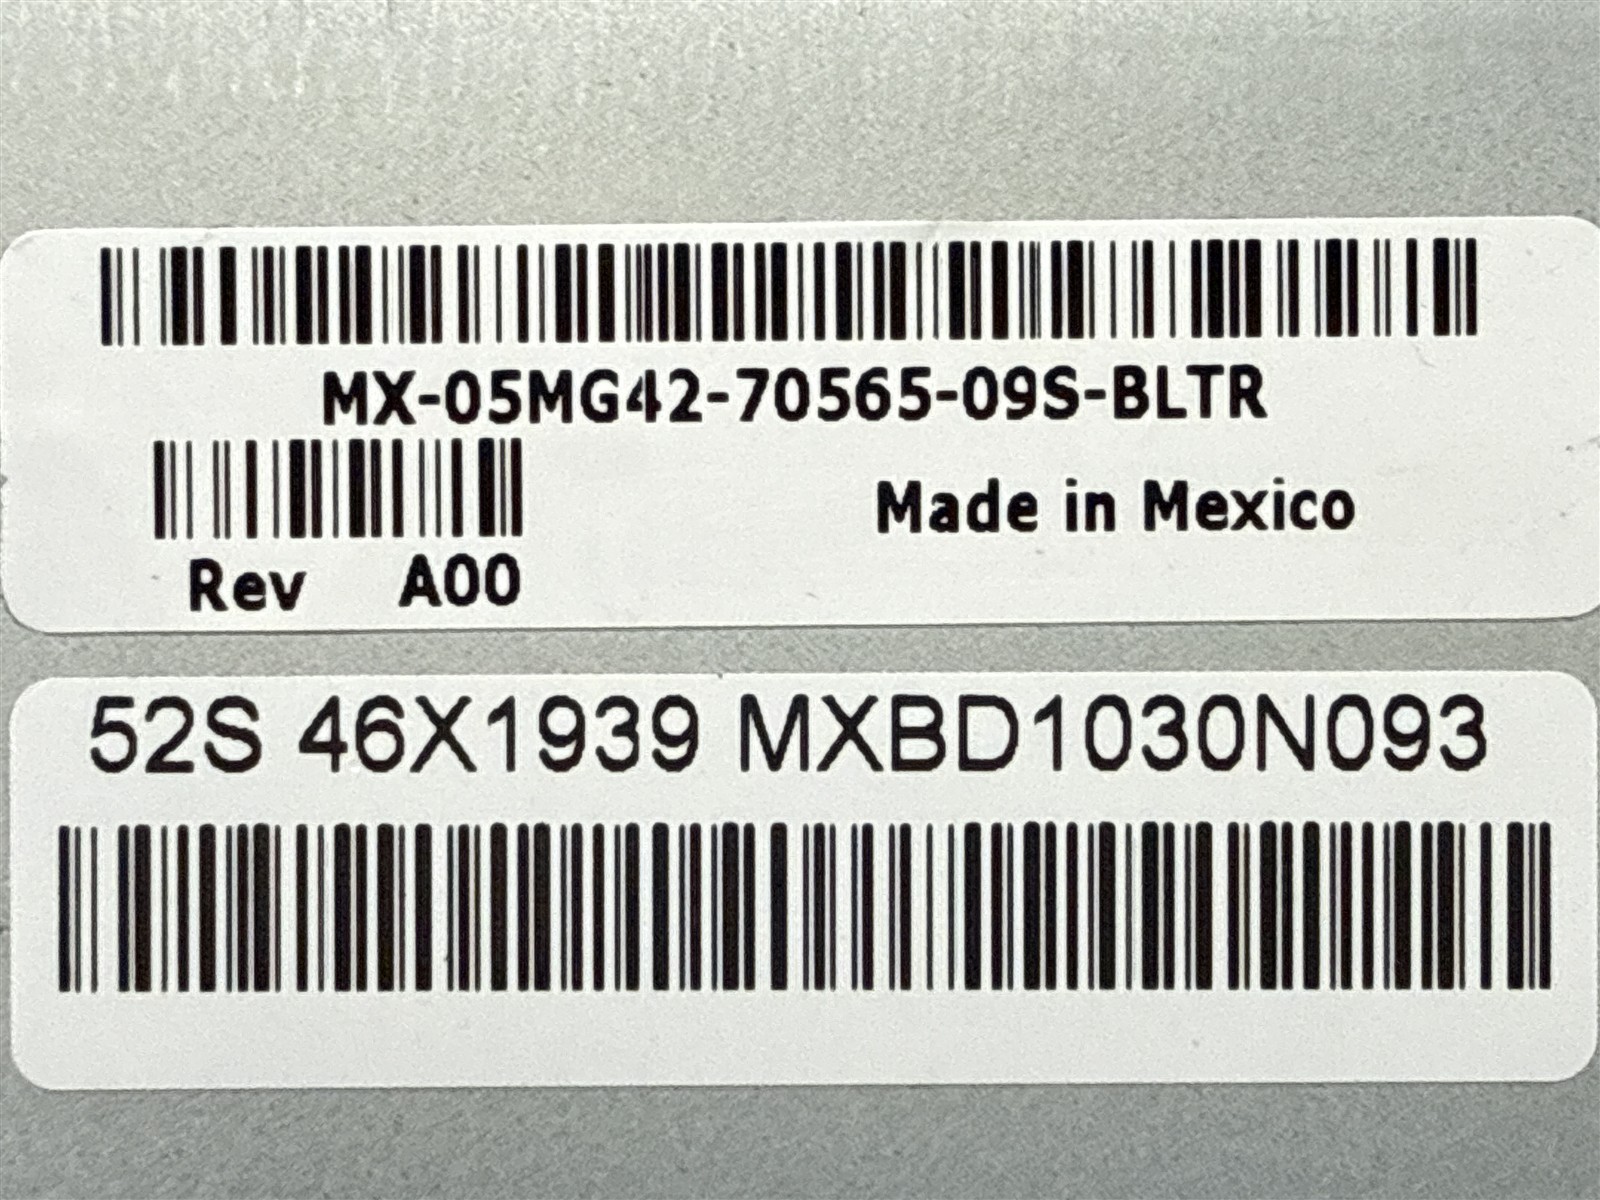 MX-05MG42-70565-09S-BLTR
Made in Mexico
Rev A00
52S 46X1939 MXBD1030N093